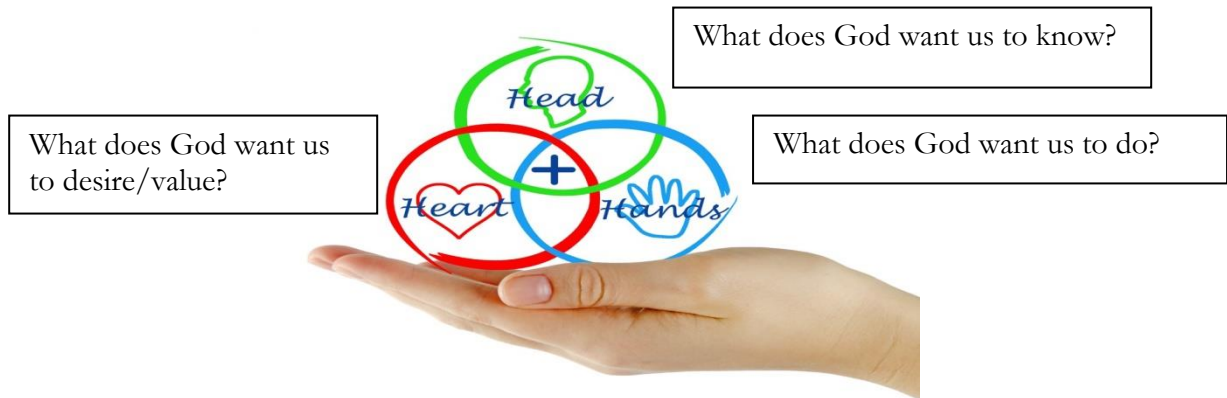 What does God want us to know?
Head
What does God want us
to desire/value?
What does God want us to do?
Heart
Hands